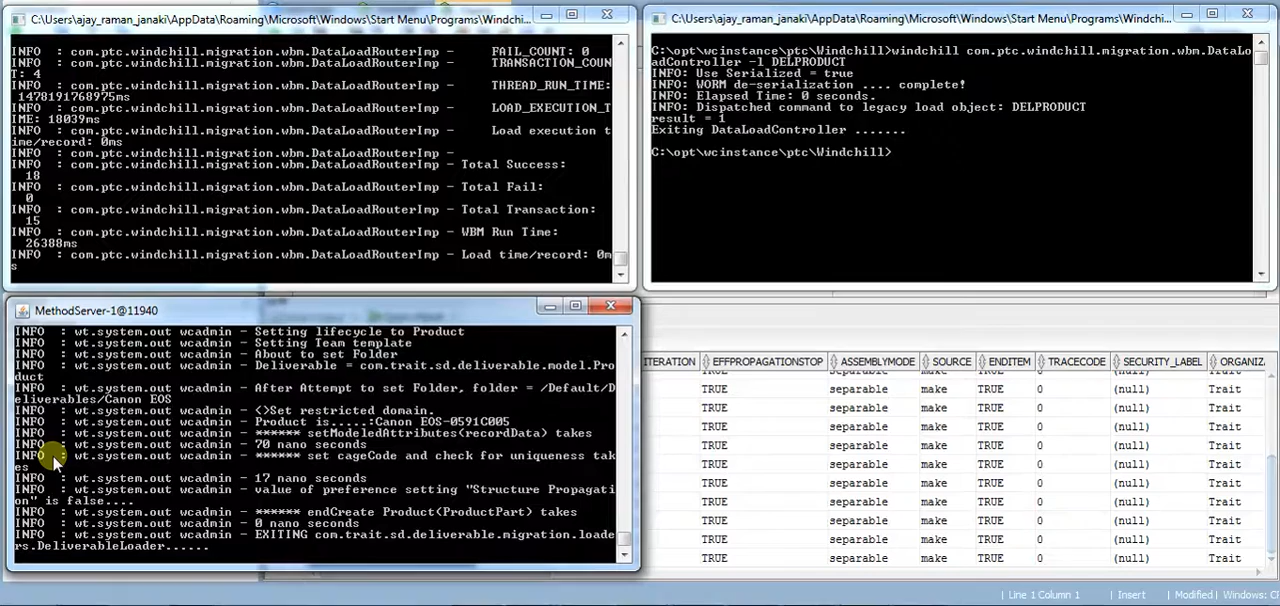 C:\Users\ajay_raman_janaki\AppData\Roaming\Microsoft\Windows\Start Menu\Programs\Windchi...
INFO  : com.ptc.windchill.migration.wbm.DataLoadRouterImp -     FAIL_COUNT: 0
INFO  : com.ptc.windchill.migration.wbm.DataLoadRouterImp -     TRANSACTION_COUN
T: 4
INFO  : com.ptc.windchill.migration.wbm.DataLoadRouterImp -     THREAD_RUN_TIME:
1478191768975ms
INFO  : com.ptc.windchill.migration.wbm.DataLoadRouterImp -     LOAD_EXECUTION_T
IME: 18039ms
INFO  : com.ptc.windchill.migration.wbm.DataLoadRouterImp -     Load execution t
ime/record: 0ms
INFO  : com.ptc.windchill.migration.wbm.DataLoadRouterImp -
INFO  : com.ptc.windchill.migration.wbm.DataLoadRouterImp - Total Success:
18
INFO  : com.ptc.windchill.migration.wbm.DataLoadRouterImp - Total Fail:
0
INFO  : com.ptc.windchill.migration.wbm.DataLoadRouterImp - Total Transaction:
15
INFO  : com.ptc.windchill.migration.wbm.DataLoadRouterImp - WBM Run Time:
26388ms
INFO  : com.ptc.windchill.migration.wbm.DataLoadRouterImp - Load time/record: 0m
s
C:\Users\ajay_raman_janaki\AppData\Roaming\Microsoft\Windows\Start Menu\Programs\Windchi...
C:\opt\wcinstance\ptc\Windchill>windchill com.ptc.windchill.migration.wbm.DataLo
adController -l DELPRODUCT
INFO: Use Serialized = true
INFO: WORM de-serialization .... complete!
INFO: Elapsed Time: 0 seconds.
INFO: Dispatched command to legacy load object: DELPRODUCT
result = 1
Exiting DataLoadController .......
C:\opt\wcinstance\ptc\Windchill>
MethodServer-1@11940
INFO  : wt.system.out wcadmin - Setting lifecycle to Product
INFO  : wt.system.out wcadmin - Setting Team template
INFO  : wt.system.out wcadmin - About to set Folder
INFO  : wt.system.out wcadmin - Deliverable = com.trait.sd.deliverable.model.Pro
duct
INFO  : wt.system.out wcadmin - After Attempt to set Folder, folder = /Default/D
eliverables/Canon EOS
INFO  : wt.system.out wcadmin - <>Set restricted domain.
INFO  : wt.system.out wcadmin - Product is.....:Canon EOS-0591C005
INFO  : wt.system.out wcadmin - ****** setModeledAttributes(recordData) takes
INFO  : wt.system.out wcadmin - 70 nano seconds
INFO  : wt.system.out wcadmin - ****** set cageCode and check for uniqueness tak
es
INFO  : wt.system.out wcadmin - 17 nano seconds
INFO  : wt.system.out wcadmin - value of preference setting "Structure Propagati
on" is false....
INFO  : wt.system.out wcadmin - ****** endCreate Product(ProductPart) takes
INFO  : wt.system.out wcadmin - 0 nano seconds
INFO  : wt.system.out wcadmin - EXITING com.trait.sd.deliverable.migration.loade
rs.DeliverableLoader......
ITERATION EFFPROPAGATIONSTOP ASSEMBLYMODE SOURCE ENDITEM TRACECODE SECURITY_LABEL ORGANIZ
TRUE separable make TRUE 0 (null) Trait
TRUE separable make TRUE 0 (null) Trait
TRUE separable make TRUE 0 (null) Trait
TRUE separable make TRUE 0 (null) Trait
TRUE separable make TRUE 0 (null) Trait
TRUE separable make TRUE 0 (null) Trait
TRUE separable make TRUE 0 (null) Trait
TRUE separable make TRUE 0 (null) Trait
TRUE separable make TRUE 0 (null) Trait
TRUE separable make TRUE 0 (null) Trait
Line 1 Column 1 | Insert | Modified | Windows: C